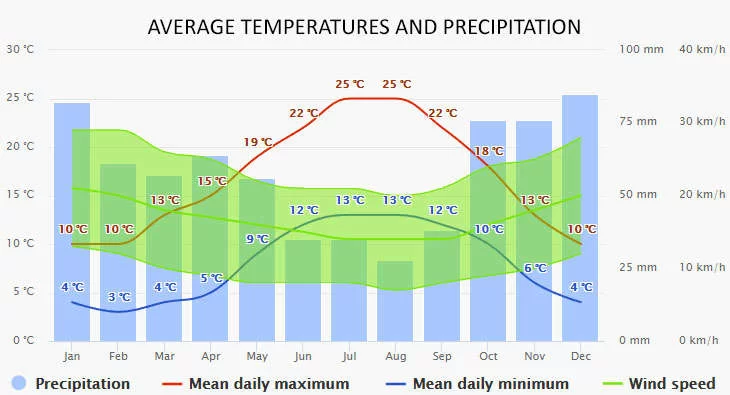 AVERAGE TEMPERATURES AND PRECIPITATION
30 °C 100 mm 40 km/h
25 °C 25 °C 25 °C
22 °C 22 °C
75 mm 30 km/h
20 °C 19 °C 18 °C
15 °C 15 °C 50 mm 20 km/h
13 °C 13 °C 13 °C 13 °C
12 °C 12 °C
10 °C 10 °C 10 °C 10 °C
10 °C 9 °C 25 mm 10 km/h
5 °C 5 °C 6 °C
4 °C 3 °C 4 °C 4 °C
0 °C 0 mm 0 km/h
Jan Feb Mar Apr May Jun Jul Aug Sep Oct Nov Dec
Precipitation Mean daily maximum Mean daily minimum Wind speed